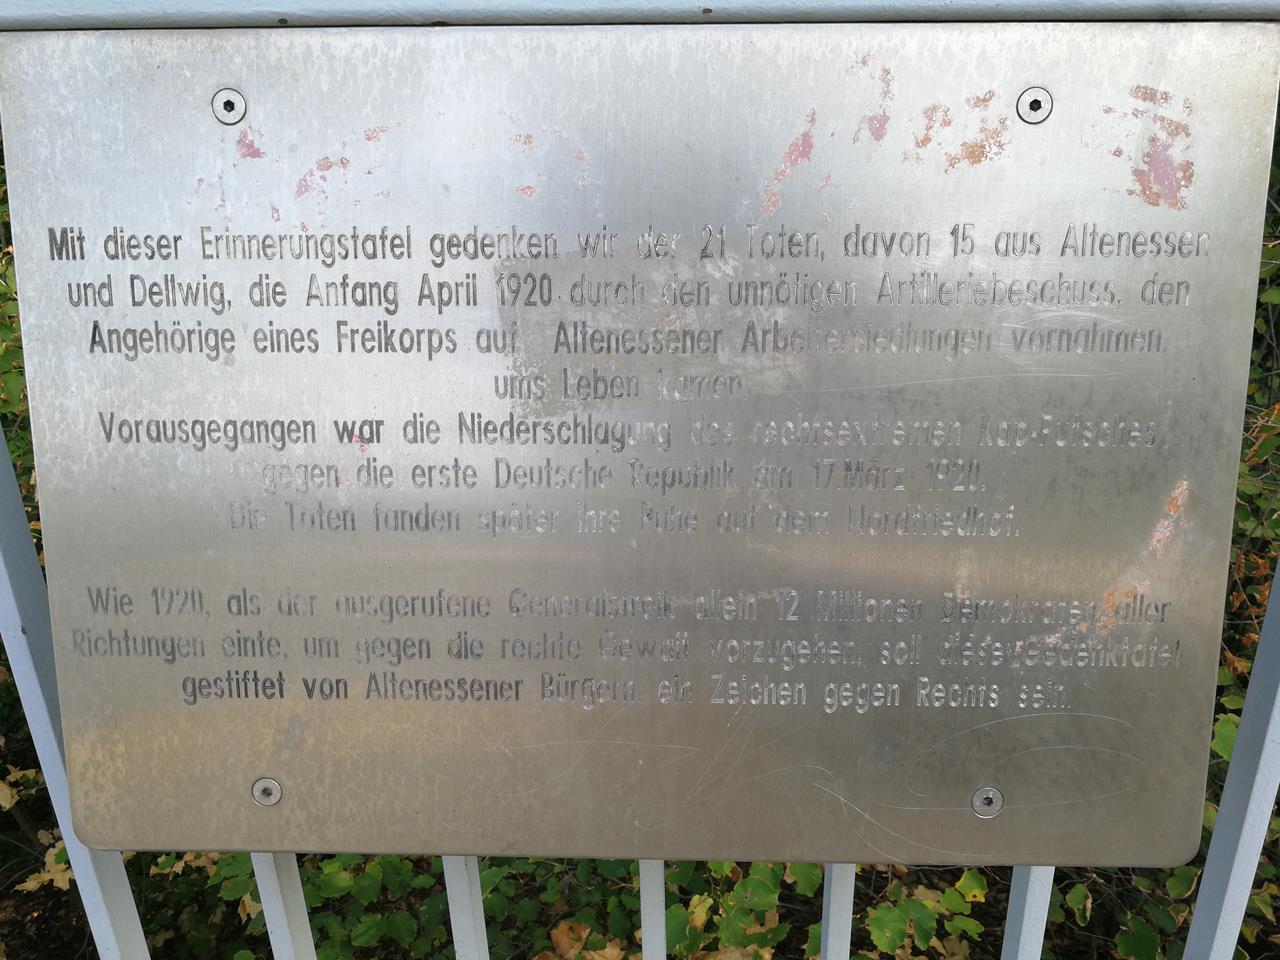 Mit dieser Erinnerungstafel gedenken wir der 21 Toten, davon 15 aus Altenessen
und Dellwig, die Anfang April 1920 durch den unnötigen Artilleriebeschuss, den
Angehörige eines Freikorps auf Altenessener Arbeitersiedlungen vornahmen,
ums Leben kamen.
Vorausgegangen war die Niederschlagung des rechtsextremen Kap-Putsches
gegen die erste Deutsche Republik am 17.März 1920.
Die Toten fanden später ihre Ruhe auf dem Nordfriedhof.
Wie 1920, als der ausgerufene Generalstreik allein 12 Millionen Demokraten aller
Richtungen einte, um gegen die rechte Gewalt vorzugehen, soll diese Gedenktafel,
gestiftet von Altenessener Bürgern, ein Zeichen gegen Rechts sein.